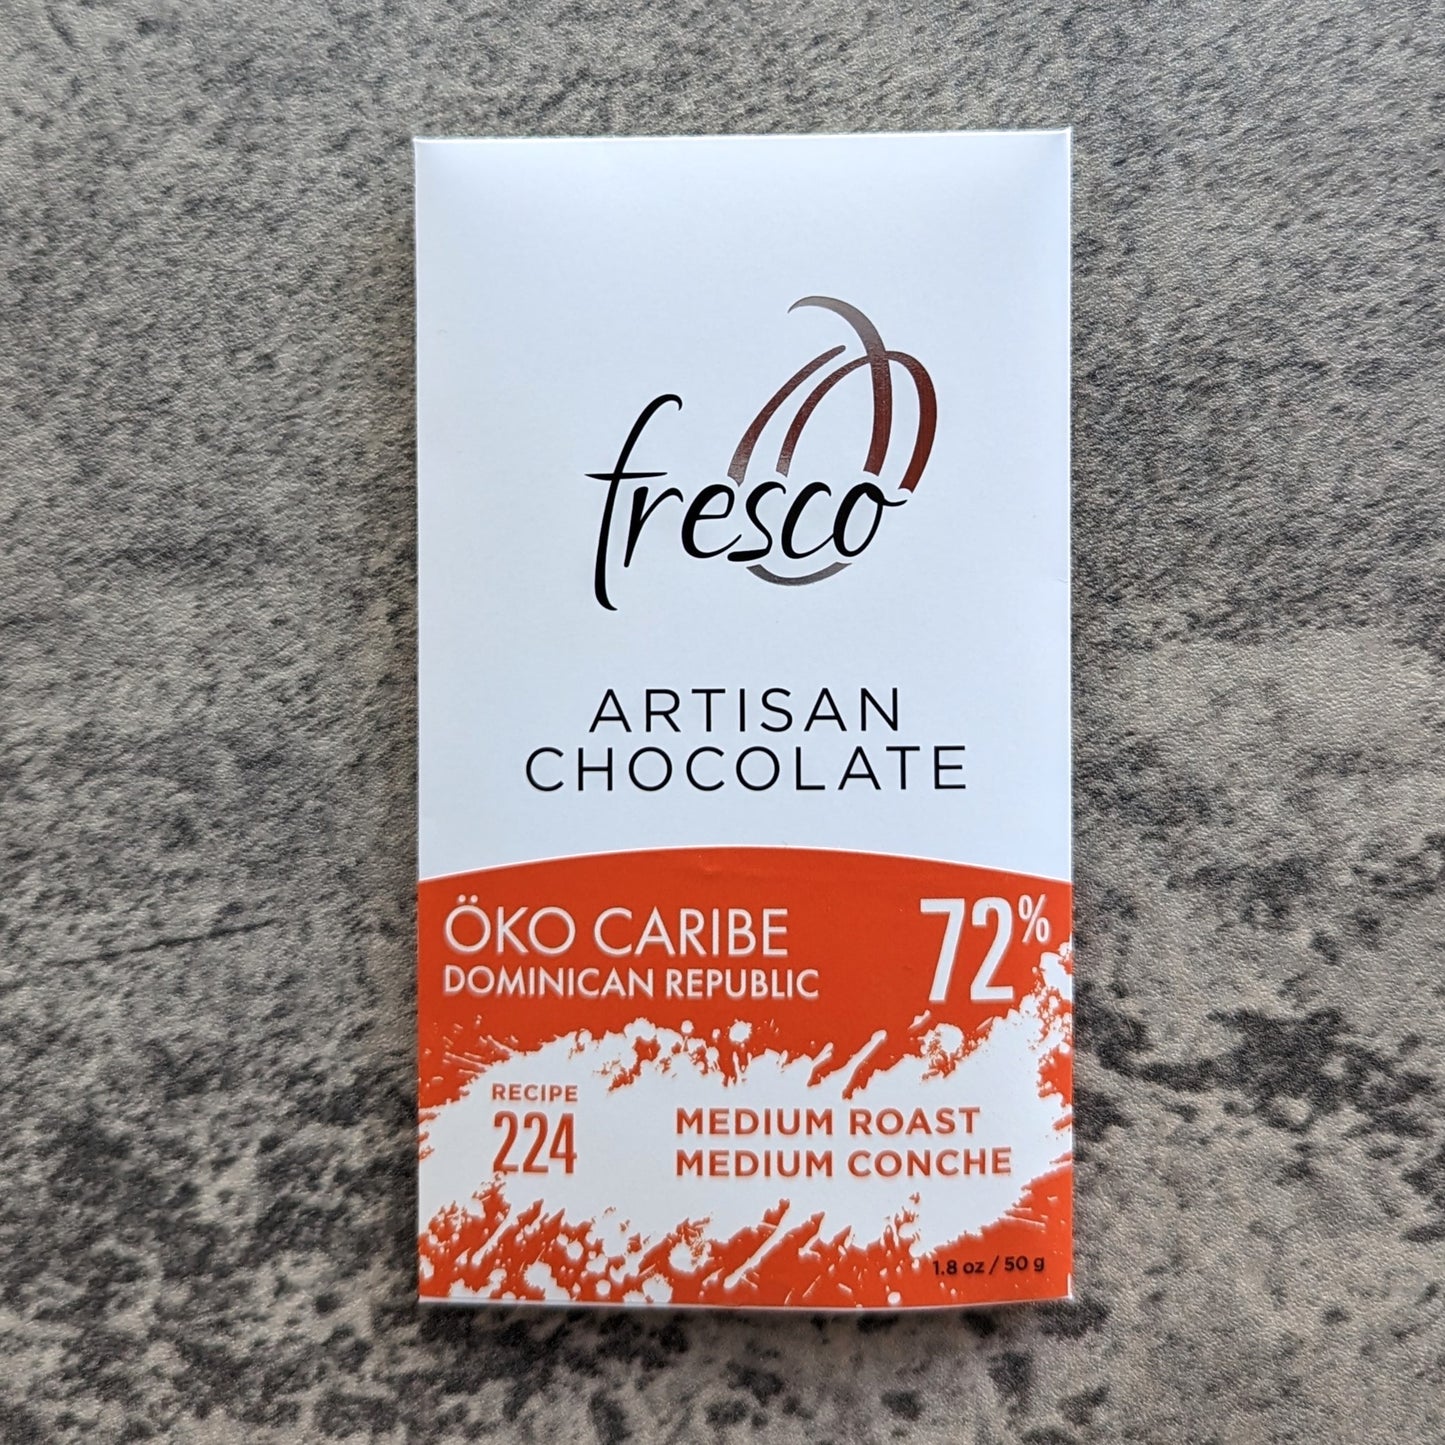 fresco
ARTISAN
CHOCOLATE
ÖKO CARIBE
DOMINICAN REPUBLIC
72%
RECIPE
224
MEDIUM ROAST
MEDIUM CONCHE
1.8 oz / 50 g